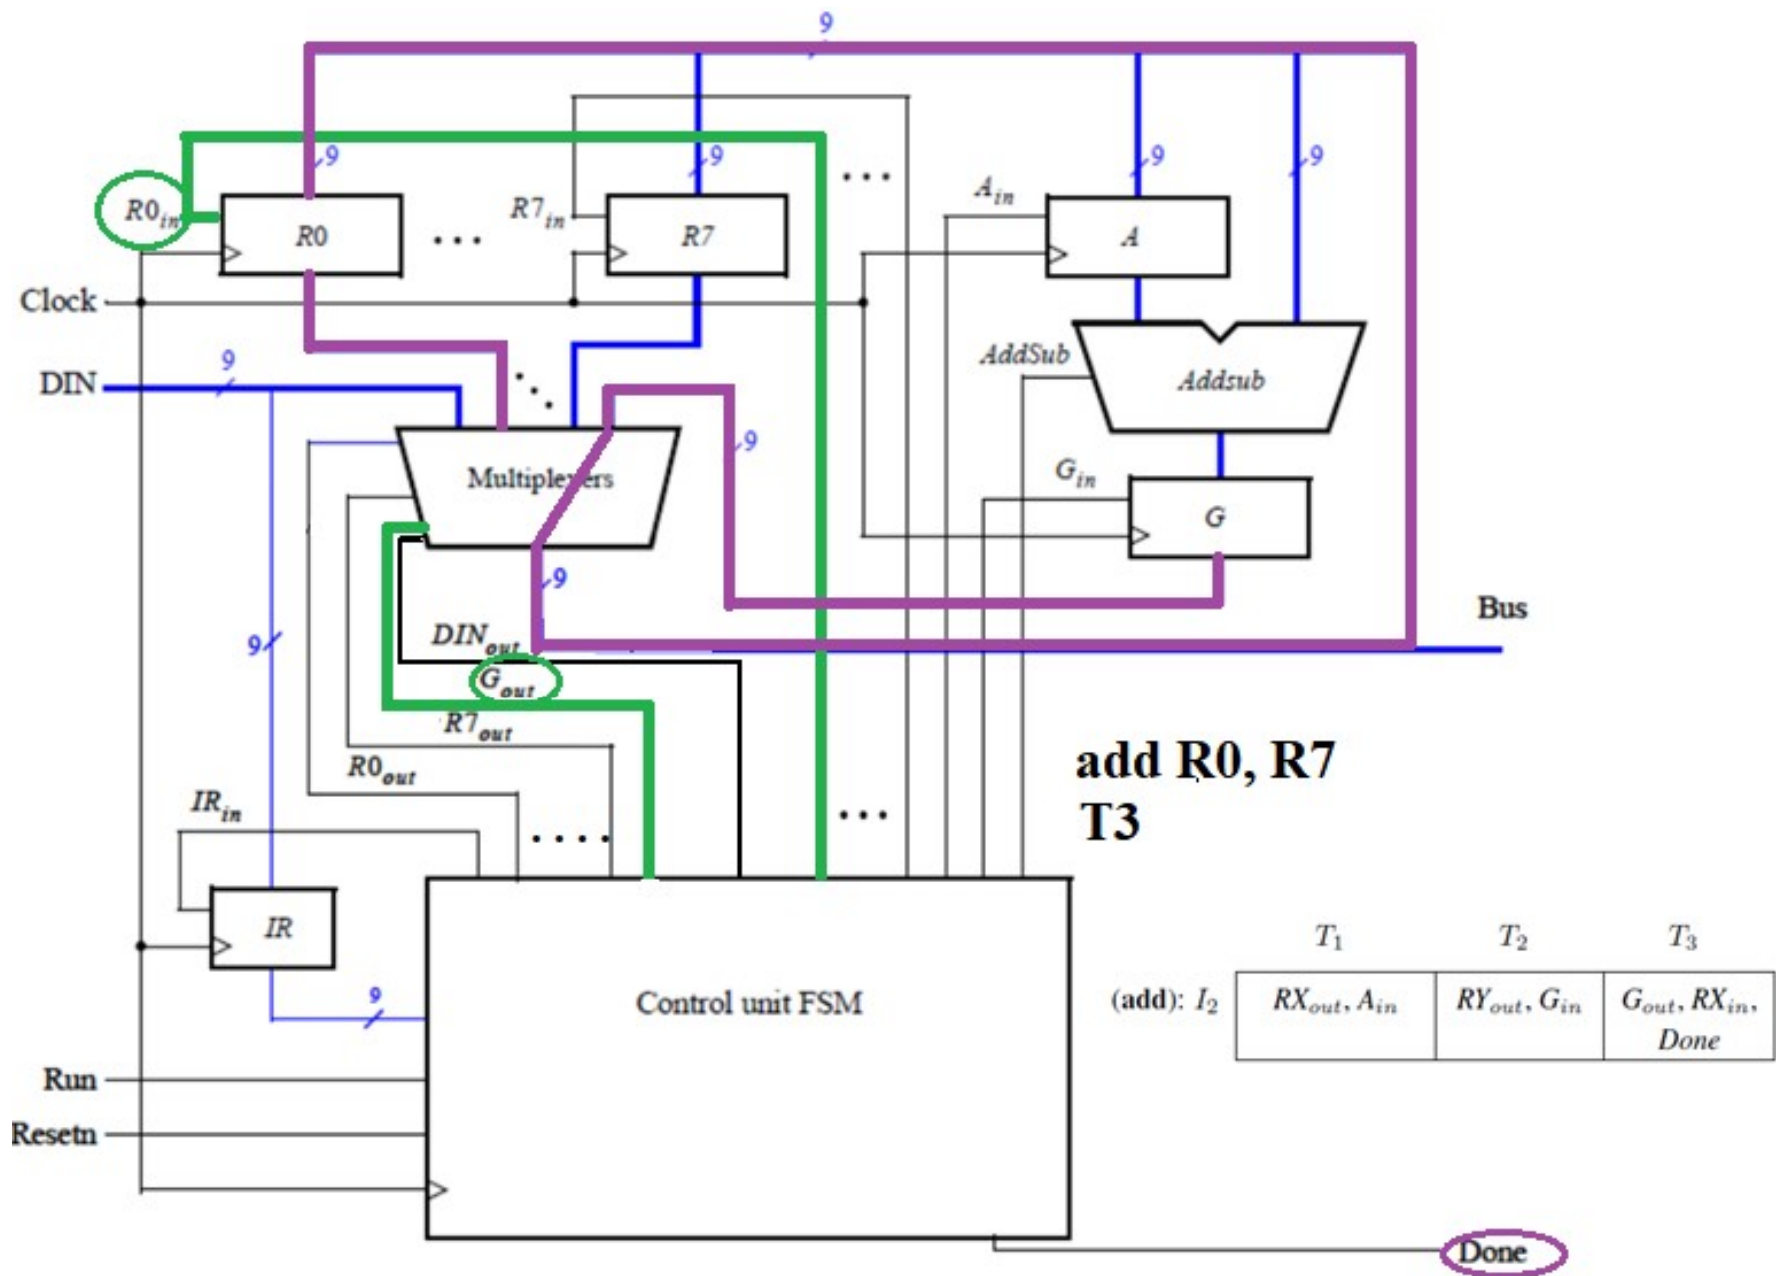 9
9
9
9
9
R0in
R0
...
R7in
R7
...
Ain
A
Clock
DIN
9
AddSub
Addsub
Multiplexers
9
Gin
G
9
Bus
9
DINout
Gout
R7out
R0out
add R0, R7
T3
IRin
....
...
IR
9
Control unit FSM
T1 T2 T3
(add): I2 RXout, Ain RYout, Gin Gout, RXin,
Done
Run
Resetn
Done